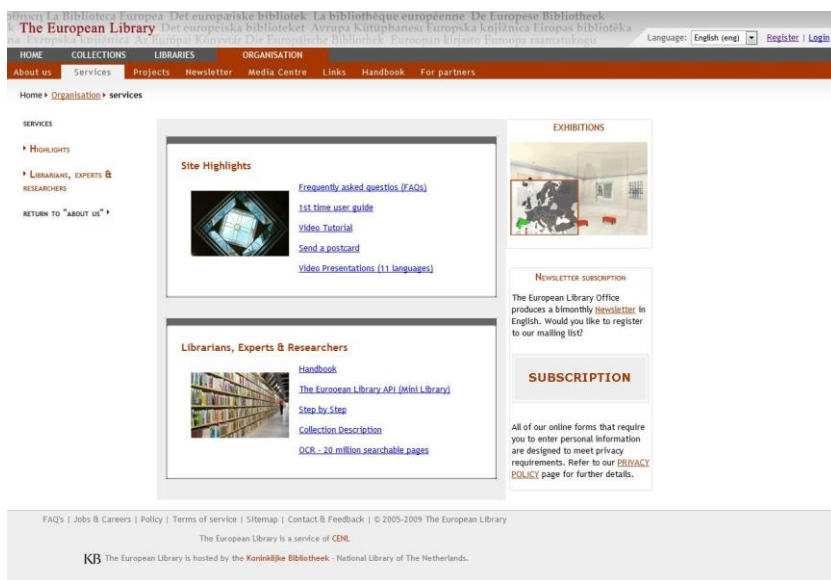 The European Library
Language: English (eng) Register | Login
HOME COLLECTIONS LIBRARIES ORGANISATION
About us Services Projects Newsletter Media Centre Links Handbook For partners
Home Organisation services
SERVICES
HIGHLIGHTS
LIBRARIANS, EXPERTS &
RESEARCHERS
RETURN TO "ABOUT US"
Site Highlights
Frequently asked questios (FAQs)
1st time user guide
Video Tutorial
Send a postcard
Video Presentations (11 languages)
Librarians, Experts & Researchers
Handbook
The Eurooean Library API (Mini Library)
Step by Step
Collection Description
OCR - 20 million searchable pages
EXHIBITIONS
NEWSLETTER SUBSCRIPTION
The European Library Office
produces a bimonthly Newsletter in
English. Would you like to register
to our mailing list?
SUBSCRIPTION
All of our online forms that require
you to enter personal information
are designed to meet privacy
requirements. Refer to our PRIVACY
POLICY page for further details.
FAQ's | Jobs & Careers | Policy | Terms of service | Sitemap | Contact & Feedback | © 2005-2009 The European Library
The European Library is a service of CENL
KB The European Library is hosted by the Koninklijke Bibliotheek - National Library of The Netherlands.